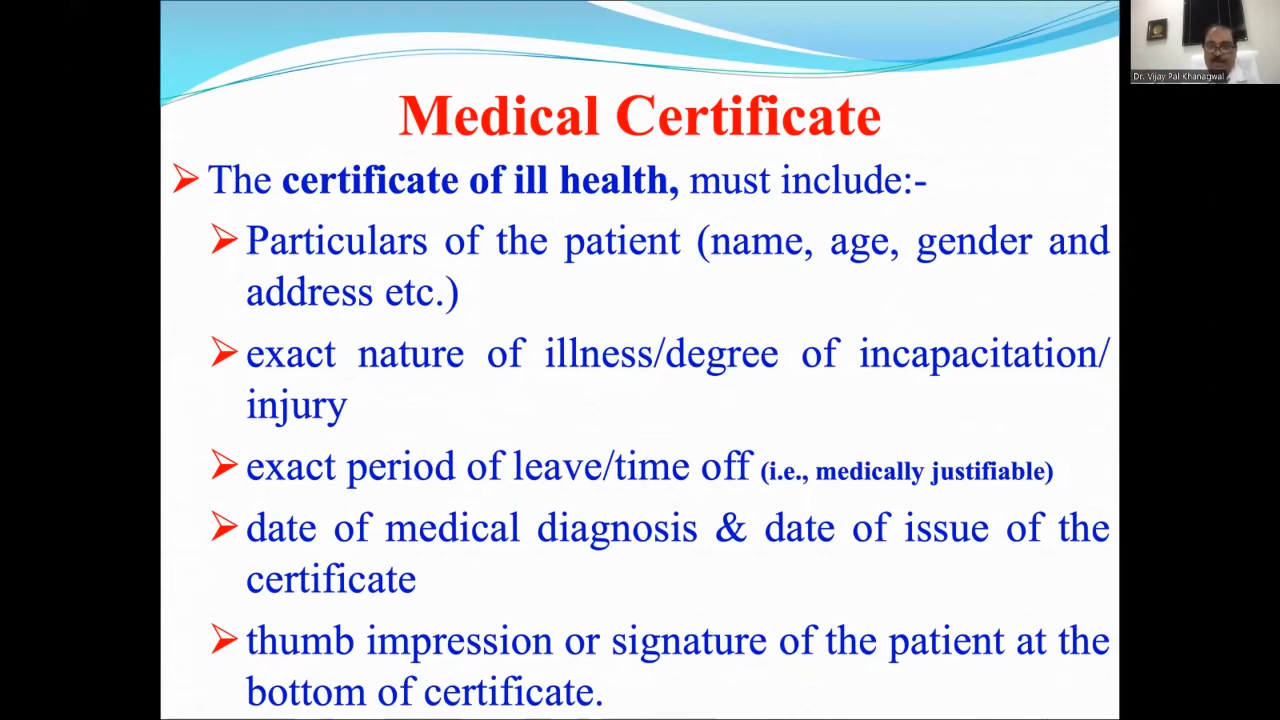 Medical Certificate
The certificate of ill health, must include:-
Particulars of the patient (name, age, gender and
address etc.)
exact nature of illness/degree of incapacitation/
injury
exact period of leave/time off (i.e., medically justifiable)
date of medical diagnosis & date of issue of the
certificate
thumb impression or signature of the patient at the
bottom of certificate.
Dr. Vijay Pal Khanagwal